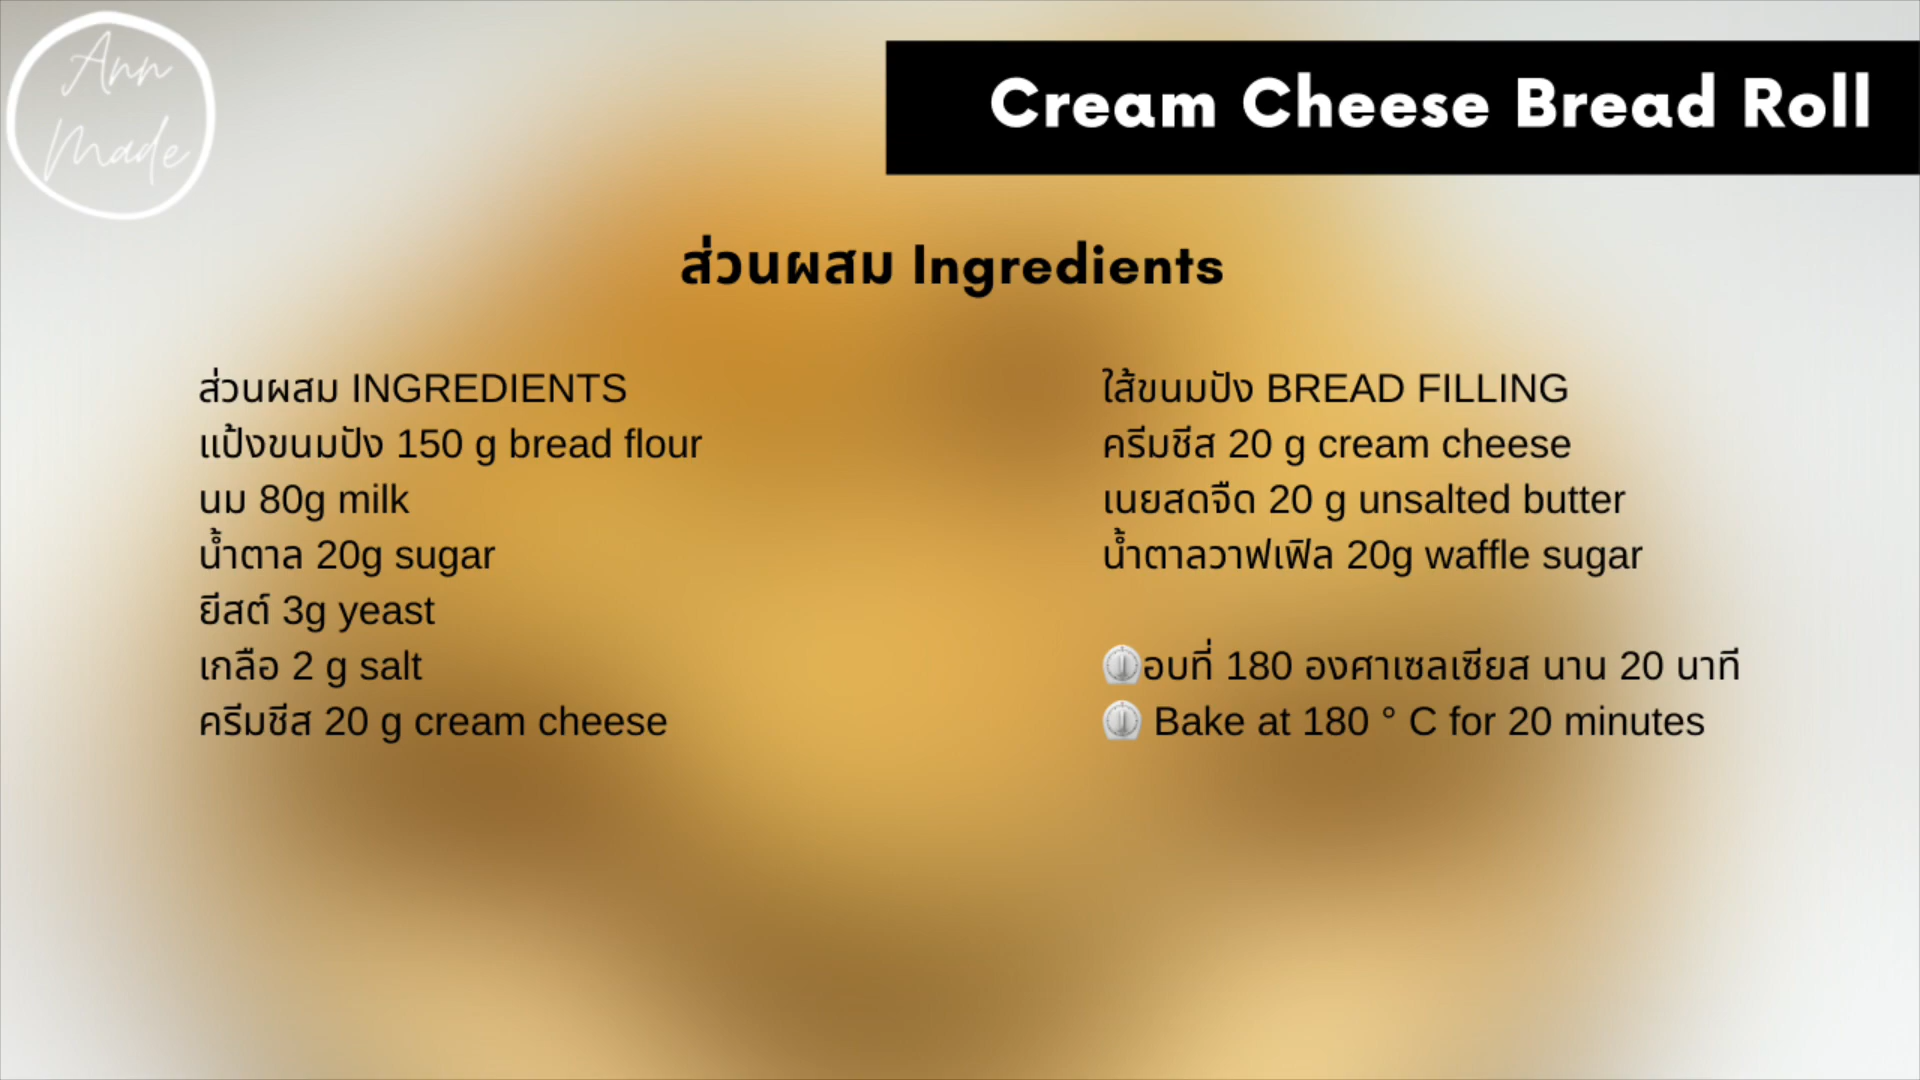 Ann
Made
Cream Cheese Bread Roll
ส่วนผสม Ingredients
ส่วนผสม INGREDIENTS
แป้งขนมปัง 150 g bread flour
นม 80g milk
น้ำตาล 20g sugar
ยีสต์ 3g yeast
เกลือ 2 g salt
ครีมชีส 20 g cream cheese
ใส้ขนมปัง BREAD FILLING
ครีมชีส 20 g cream cheese
เนยสดจืด 20 g unsalted butter
น้ำตาลวาฟเฟิล 20g waffle sugar
อบที่ 180 องศาเซลเซียส นาน 20 นาที
Bake at 180 ° C for 20 minutes